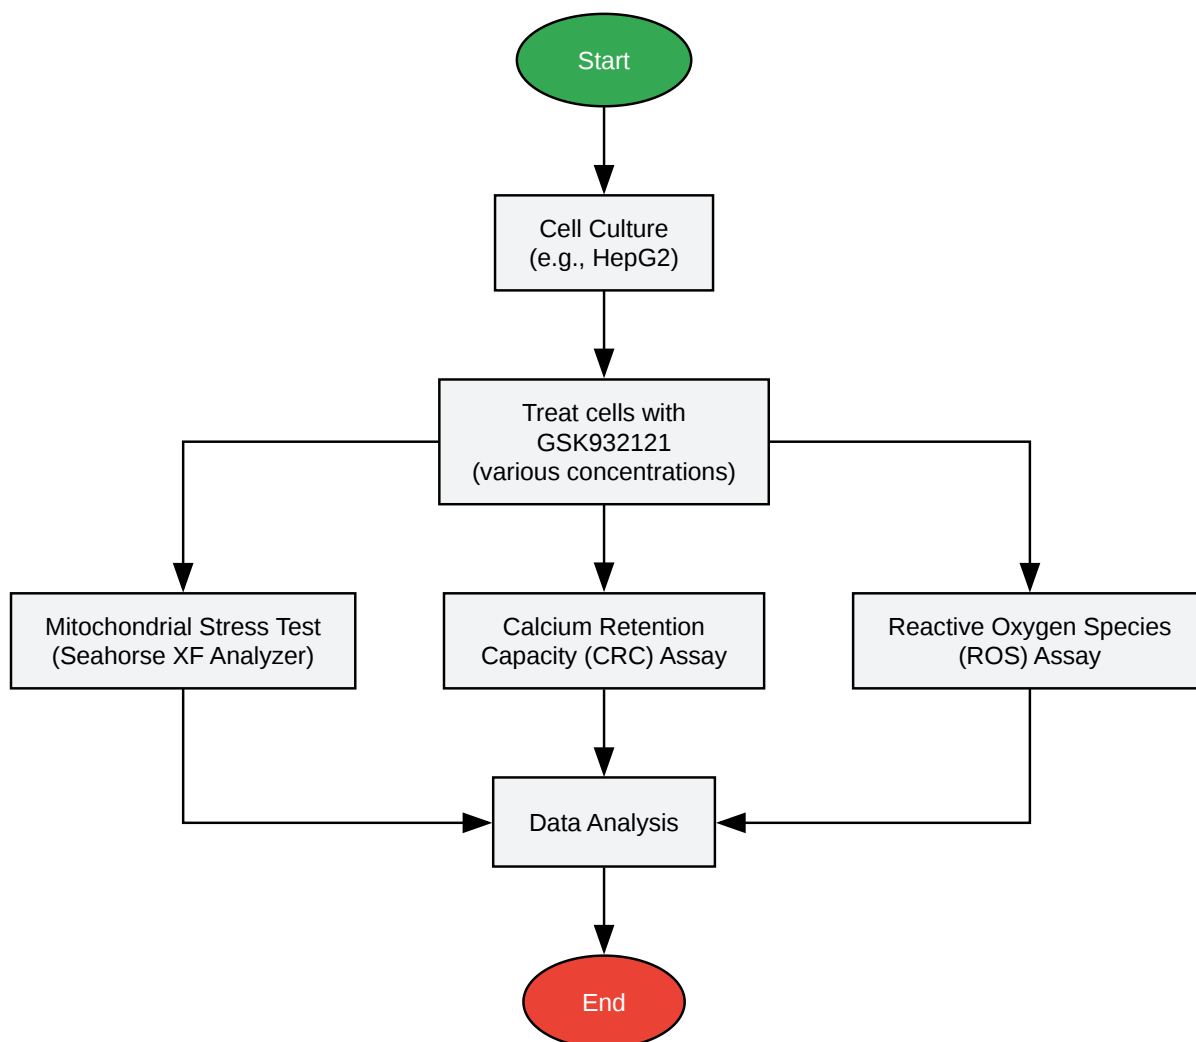 Start
Cell Culture
(e.g., HepG2)
Treat cells with
GSK932121
(various concentrations)
Mitochondrial Stress Test
(Seahorse XF Analyzer)
Calcium Retention
Capacity (CRC) Assay
Reactive Oxygen Species
(ROS) Assay
Data Analysis
End